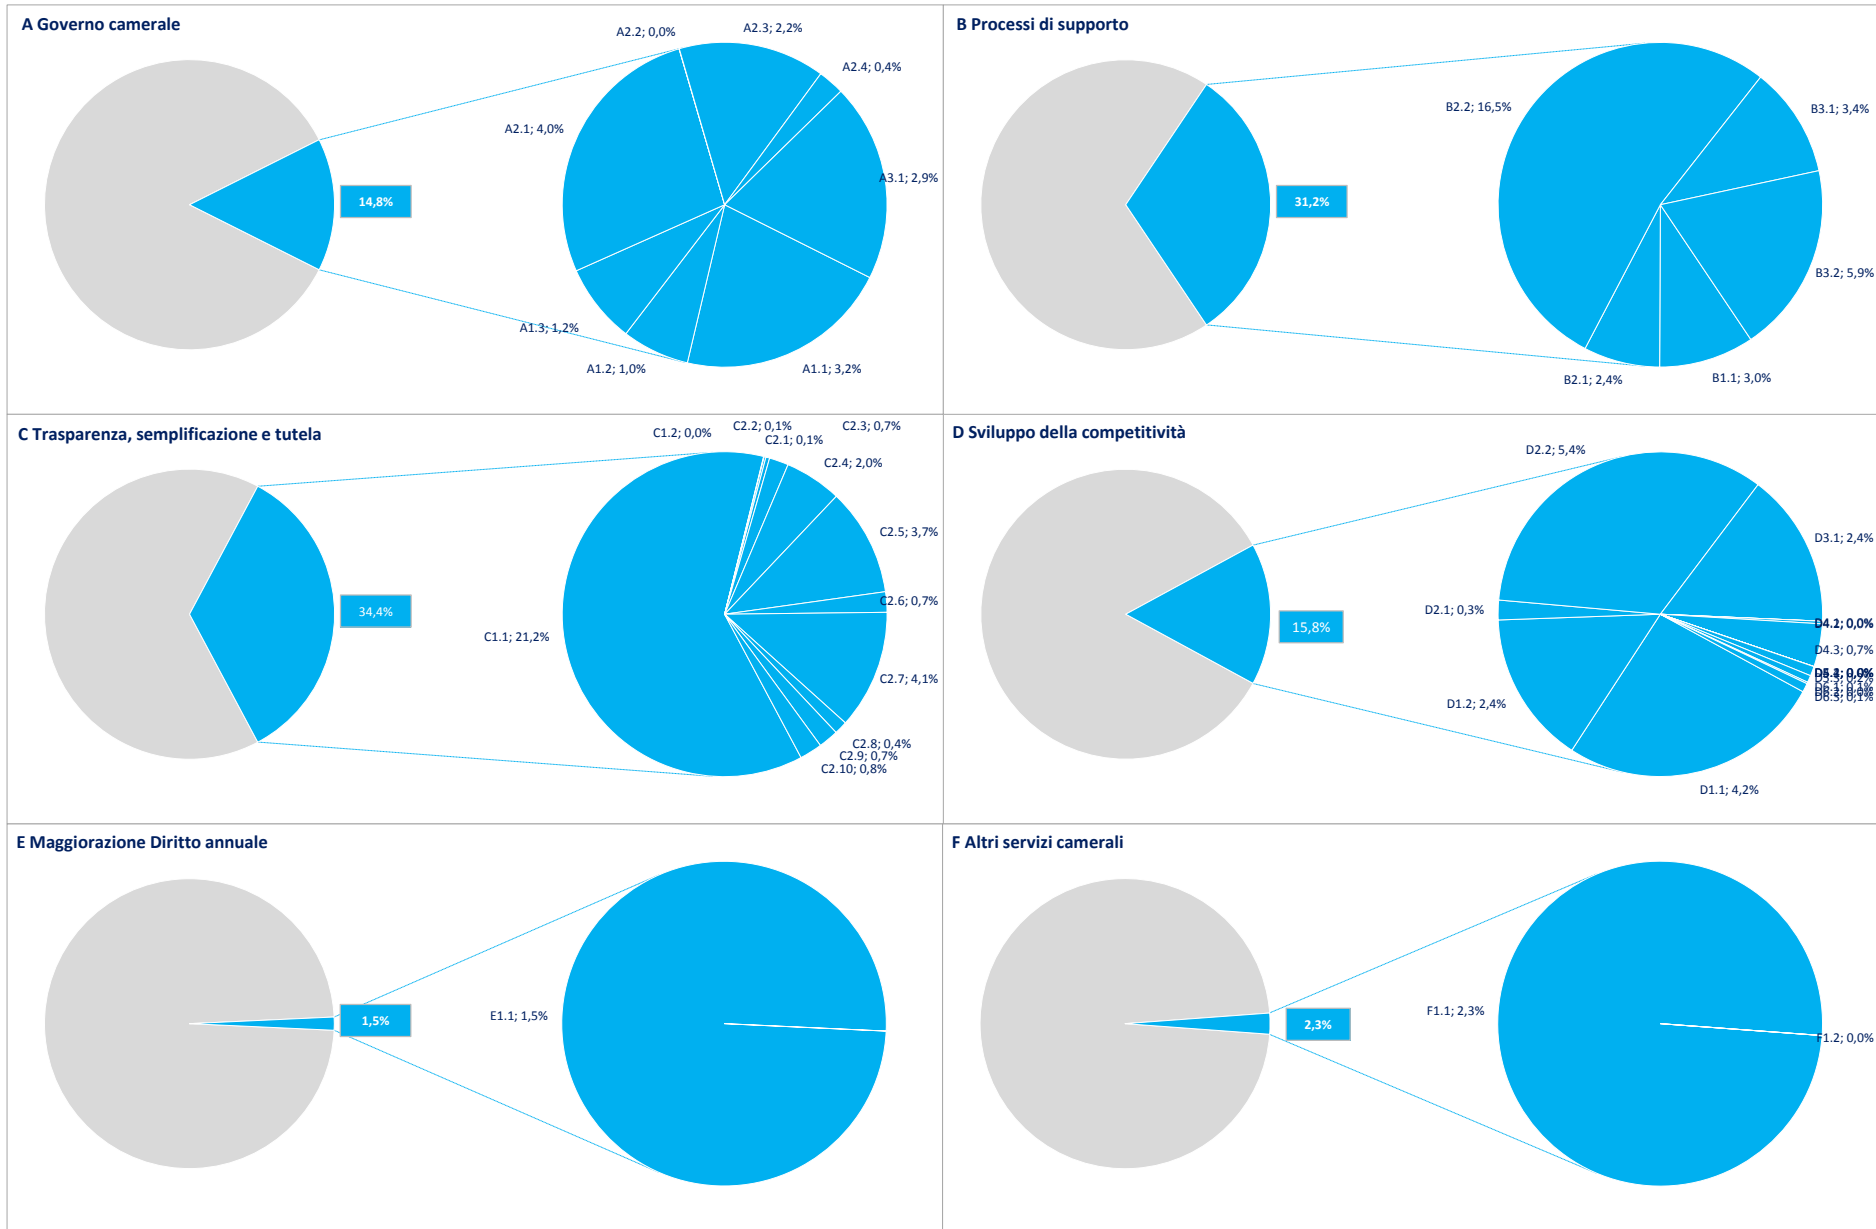 A Governo camerale
A2.2; 0,0%
A2.3; 2,2%
A2.4; 0,4%
A2.1; 4,0%
A3.1; 2,9%
14,8%
A1.3; 1,2%
A1.2; 1,0%
A1.1; 3,2%
B Processi di supporto
B2.2; 16,5%
B3.1; 3,4%
31,2%
B3.2; 5,9%
B2.1; 2,4%
B1.1; 3,0%
C Trasparenza, semplificazione e tutela
C1.2; 0,0%
C2.2; 0,1%
C2.1; 0,1%
C2.3; 0,7%
C2.4; 2,0%
C2.5; 3,7%
C2.6; 0,7%
34,4%
C1.1; 21,2%
C2.7; 4,1%
C2.8; 0,4%
C2.9; 0,7%
C2.10; 0,8%
D Sviluppo della competitività
D2.2; 5,4%
D3.1; 2,4%
D2.1; 0,3%
15,8%
D4.3; 0,7%
D6.3; 0,1%
D1.2; 2,4%
D1.1; 4,2%
E Maggiorazione Diritto annuale
1,5%
E1.1; 1,5%
F Altri servizi camerali
2,3%
F1.1; 2,3%
F1.2; 0,0%